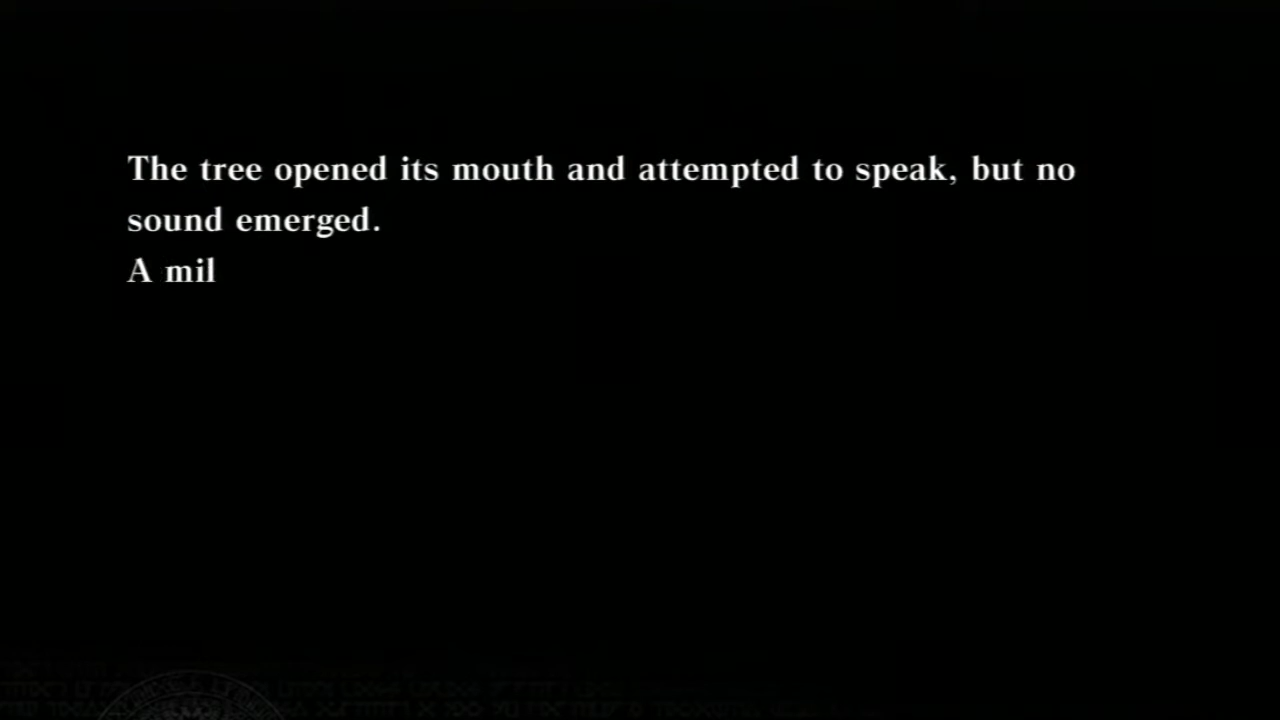 The tree opened its mouth and attempted to speak, but no
sound emerged.
A mil